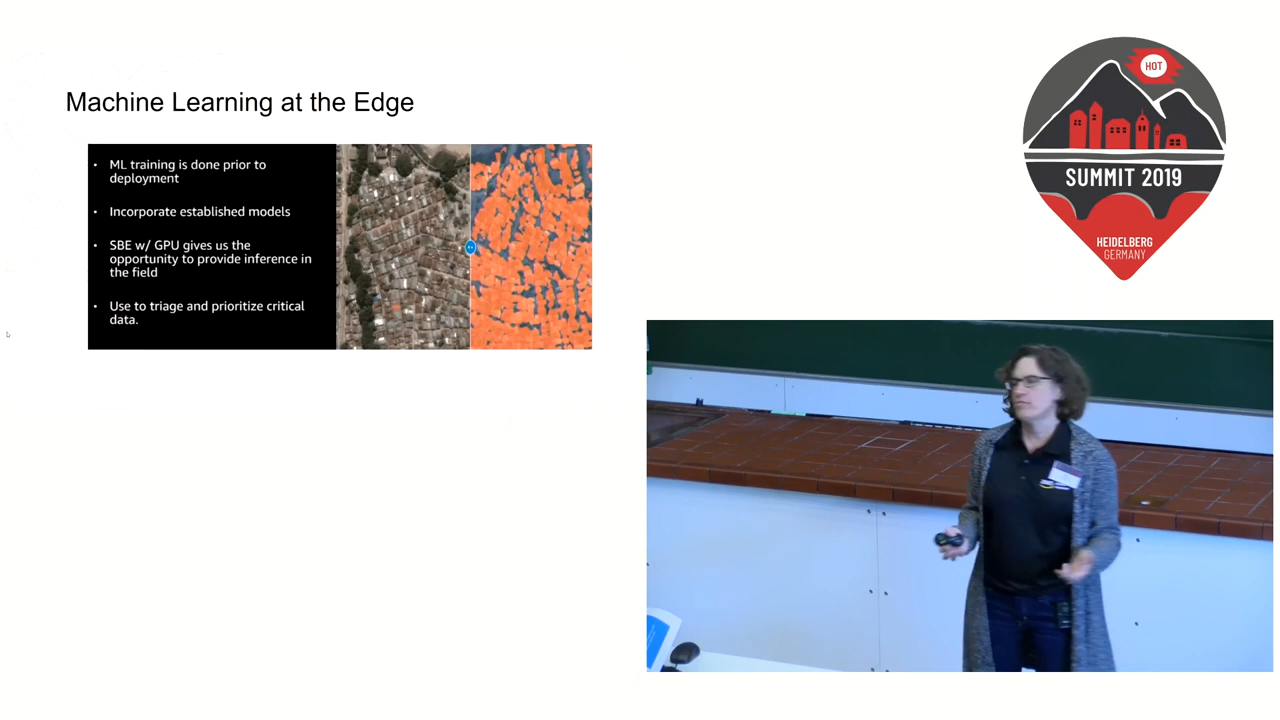 Machine Learning at the Edge
• ML training is done prior to
deployment
• Incorporate established models
• SBE w/ GPU gives us the
opportunity to provide inference in
the field
• Use to triage and prioritize critical
data.
HOT
SUMMIT 2019
HEIDELBERG
GERMANY